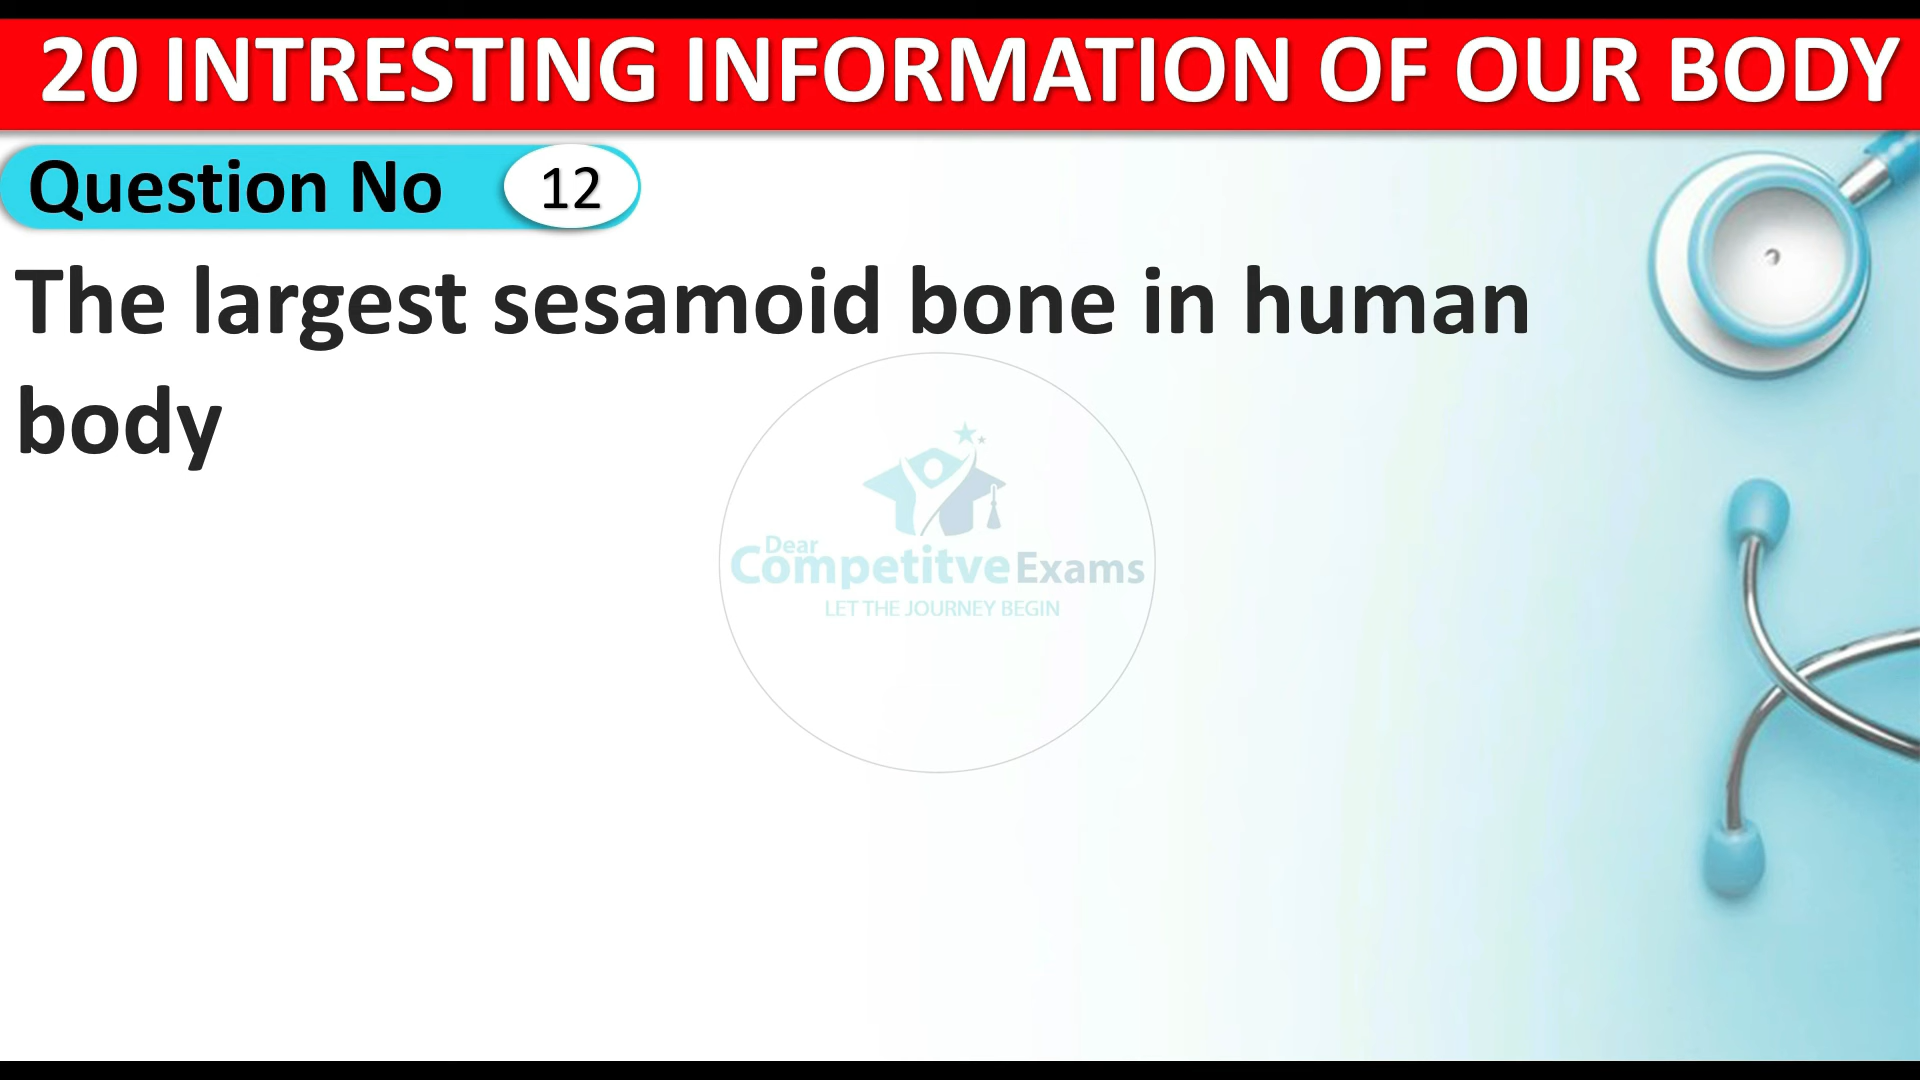 20 INTRESTING INFORMATION OF OUR BODY
Question No 12
The largest sesamoid bone in human
body
Dear
Competitve Exams
LET THE JOURNEY BEGIN